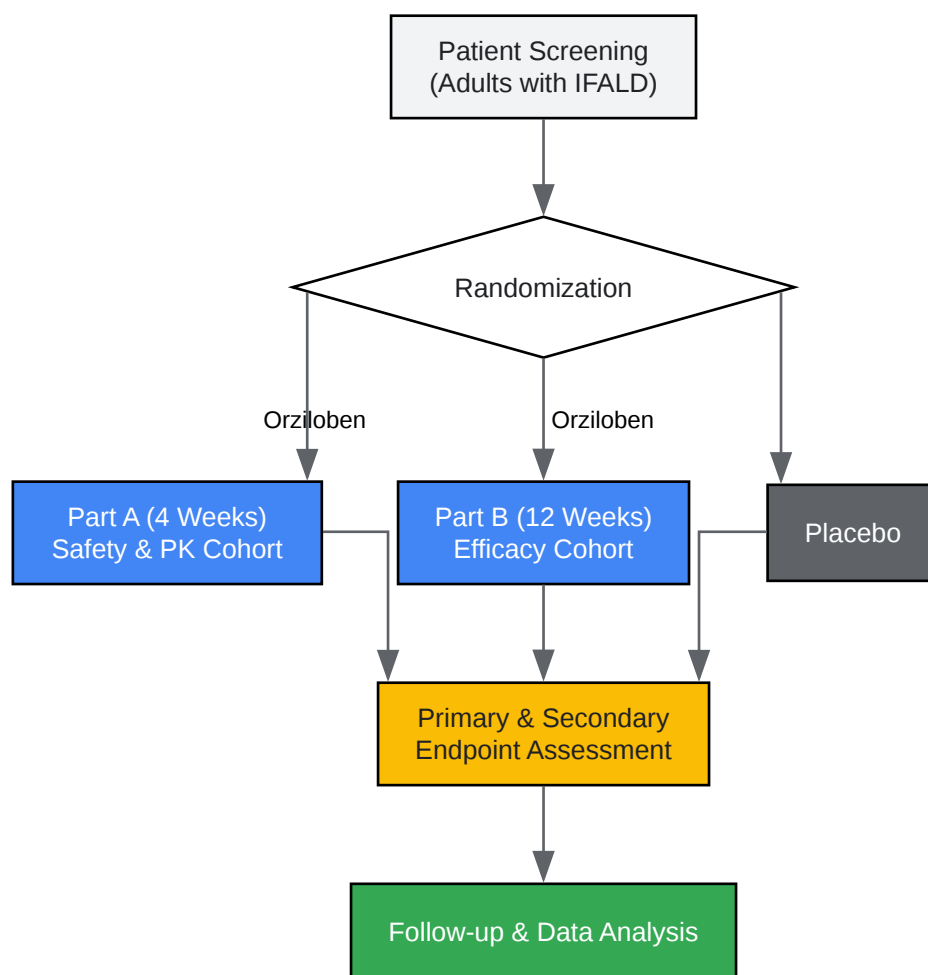 Patient Screening
(Adults with IFALD)
Randomization
Orziloben
Orziloben
Part A (4 Weeks)
Safety & PK Cohort
Part B (12 Weeks)
Efficacy Cohort
Placebo
Primary & Secondary
Endpoint Assessment
Follow-up & Data Analysis